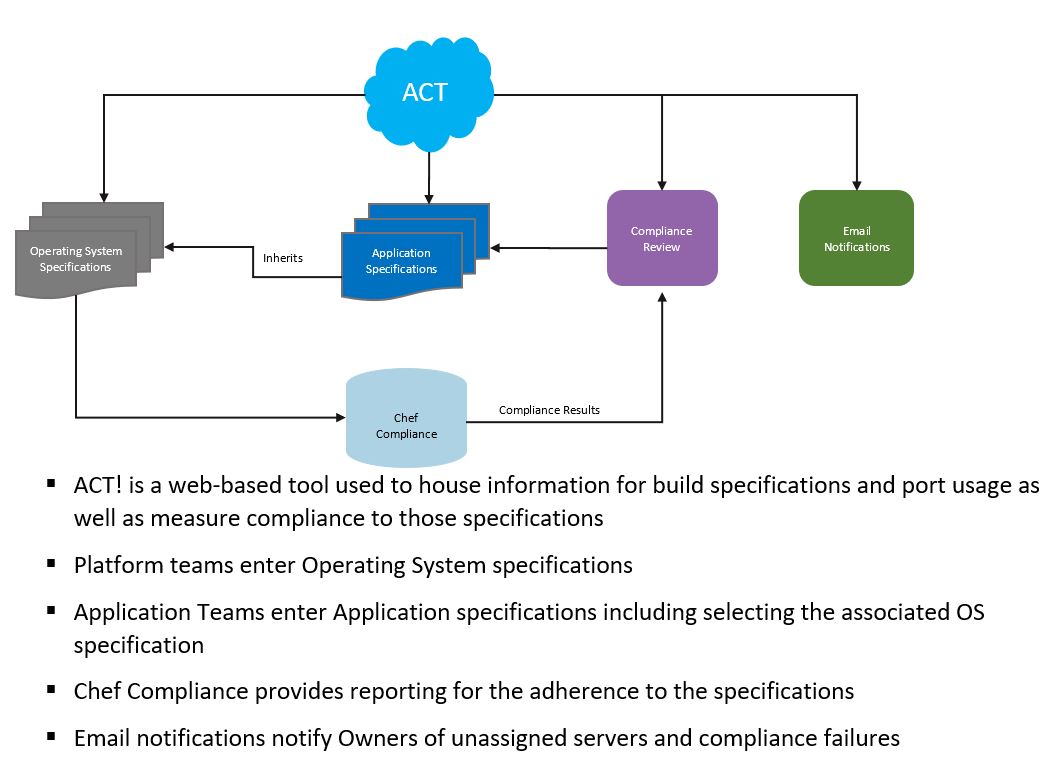 ACT
Operating System
Specifications
Inherits
Application
Specifications
Compliance
Review
Email
Notifications
Chef
Compliance
Compliance Results
▪ ACT! is a web-based tool used to house information for build specifications and port usage as
well as measure compliance to those specifications
▪ Platform teams enter Operating System specifications
▪ Application Teams enter Application specifications including selecting the associated OS
specification
▪ Chef Compliance provides reporting for the adherence to the specifications
▪ Email notifications notify Owners of unassigned servers and compliance failures